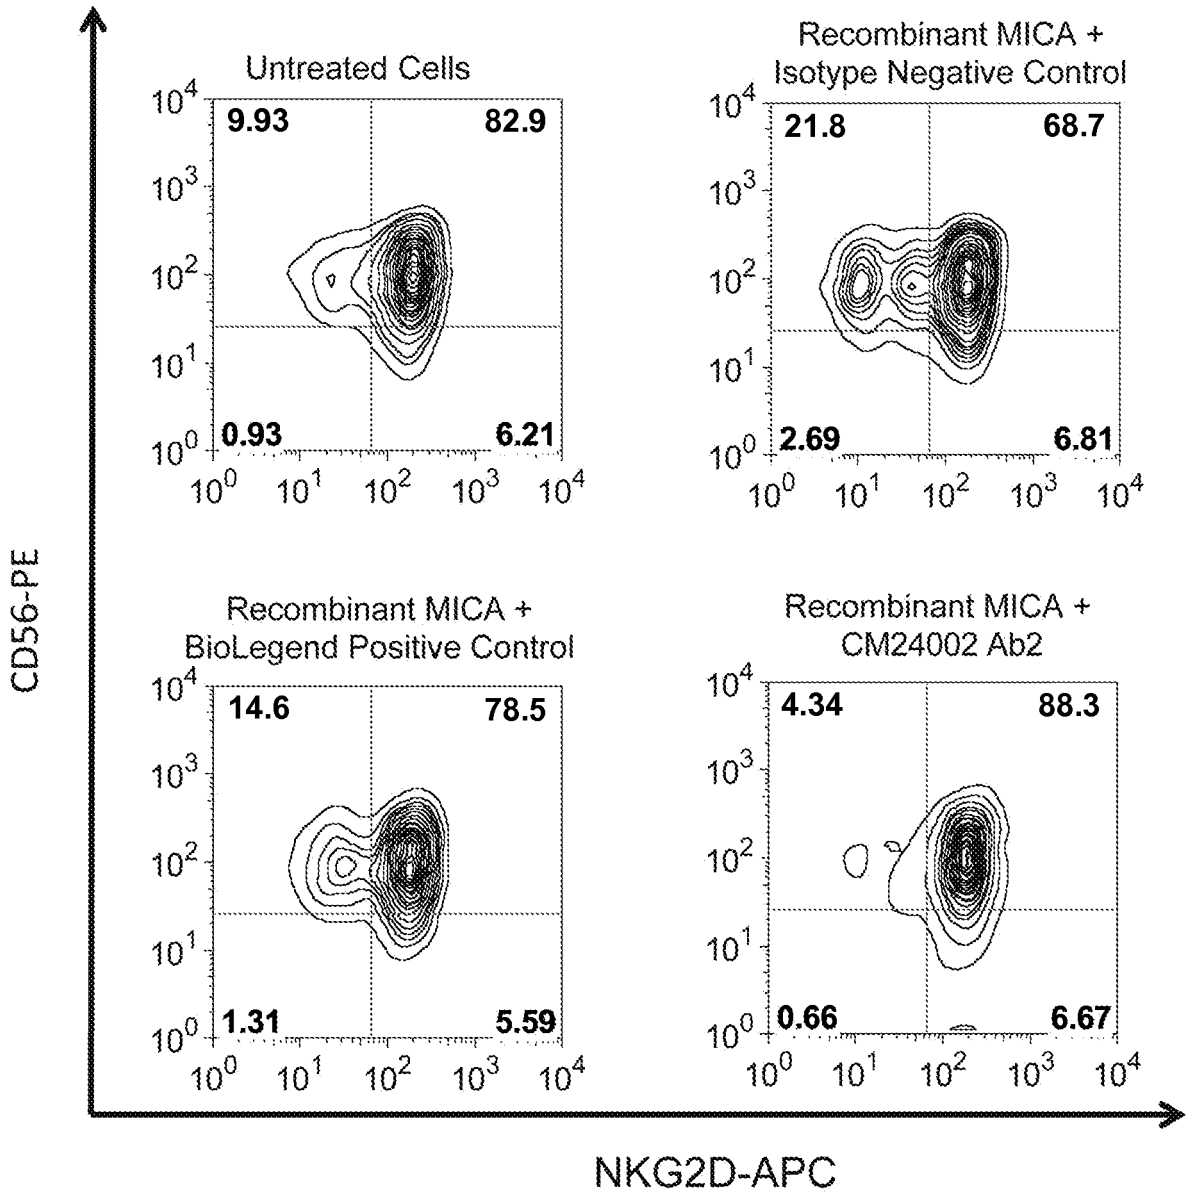 Untreated Cells
10^4
9.93 82.9
10^3
10^2
10^1
10^0
0.93 6.21
10^0 10^1 10^2 10^3 10^4
Recombinant MICA +
Isotype Negative Control
10^4
21.8 68.7
10^3
10^2
10^1
10^0
2.69 6.81
10^0 10^1 10^2 10^3 10^4
CD56-PE
Recombinant MICA +
BioLegend Positive Control
10^4
14.6 78.5
10^3
10^2
10^1
10^0
1.31 5.59
10^0 10^1 10^2 10^3 10^4
Recombinant MICA +
CM24002 Ab2
10^4
4.34 88.3
10^3
10^2
10^1
10^0
0.66 6.67
10^0 10^1 10^2 10^3 10^4
NKG2D-APC